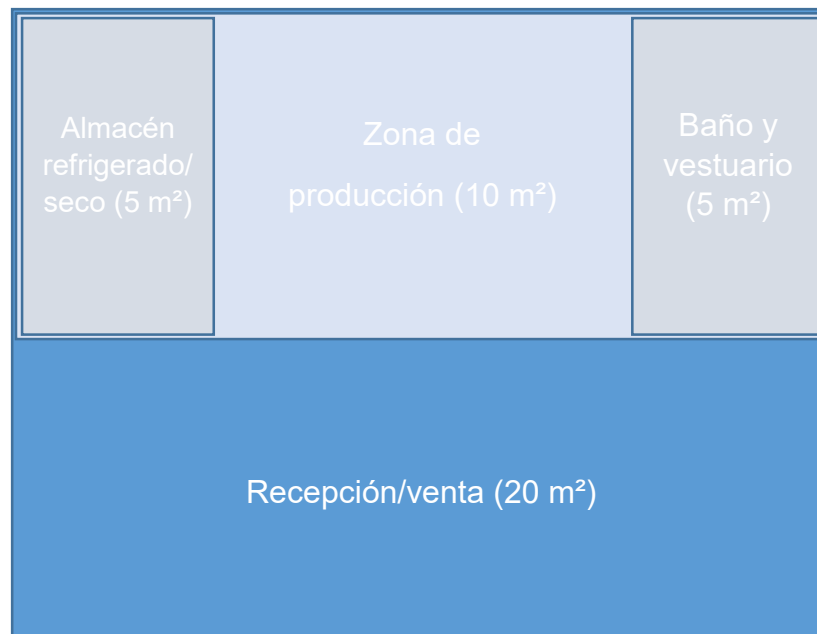 Almacén
refrigerado/
seco (5 m²)
Zona de
producción (10 m²)
Baño y
vestuario
(5 m²)
Recepción/venta (20 m²)